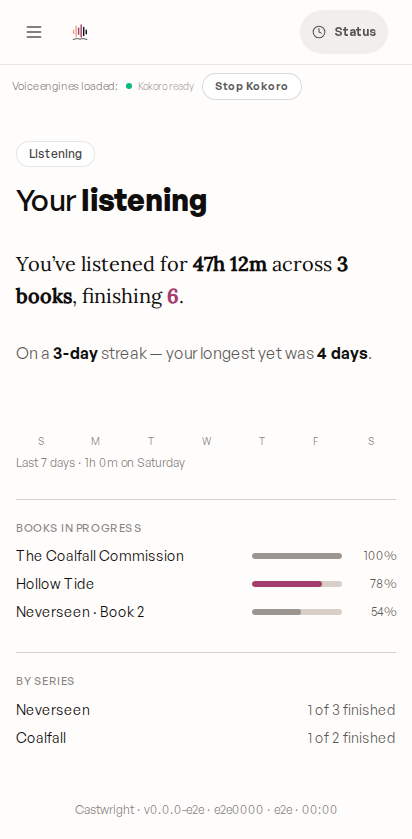 Status
Voice engines loaded: Kokoro ready Stop Kokoro
Listening
Your listening
You’ve listened for 47h 12m across 3
books, finishing 6.
On a 3-day streak — your longest yet was 4 days.
S M T W T F S
Last 7 days · 1h 0m on Saturday
BOOKS IN PROGRESS
The Coalfall Commission 100%
Hollow Tide 78%
Neverseen · Book 2 54%
BY SERIES
Neverseen 1 of 3 finished
Coalfall 1 of 2 finished
Castwright · v0.0.0-e2e · e2e0000 · e2e · 00:00